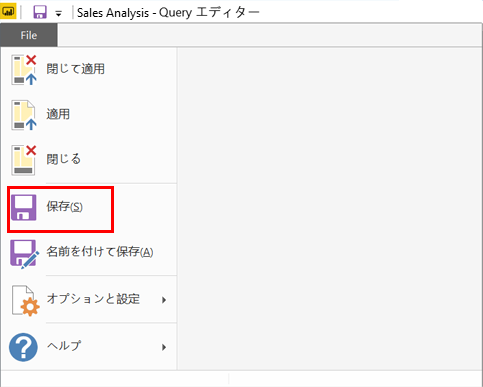 Sales Analysis - Query エディター
File
閉じて適用
適用
閉じる
保存(S)
名前を付けて保存(A)
オプションと設定
ヘルプ